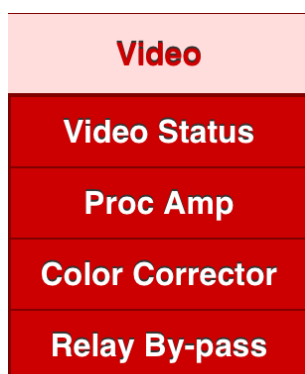 Video
Video Status
Proc Amp
Color Corrector
Relay By-pass